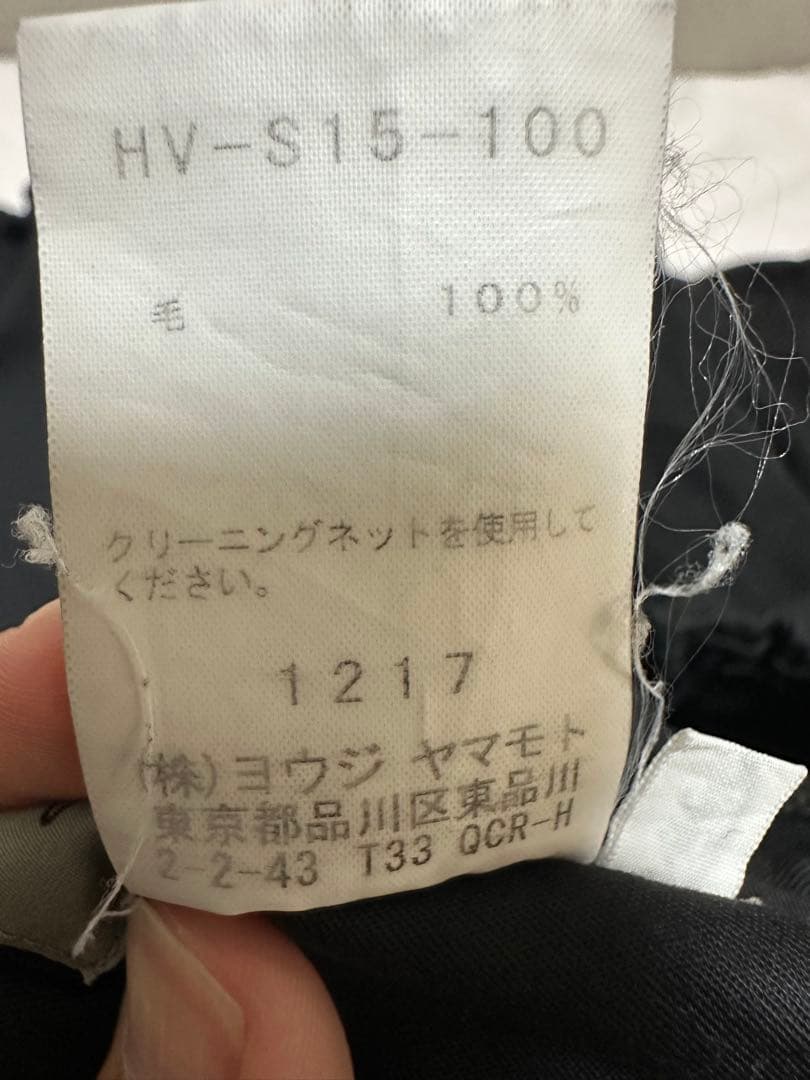 HV-S15-100
毛 100%
クリーニングネットを使用して
ください。
1217
(株)ヨウジ ヤマモト
東京都品川区東品川
2-2-43 T33 QCR-H